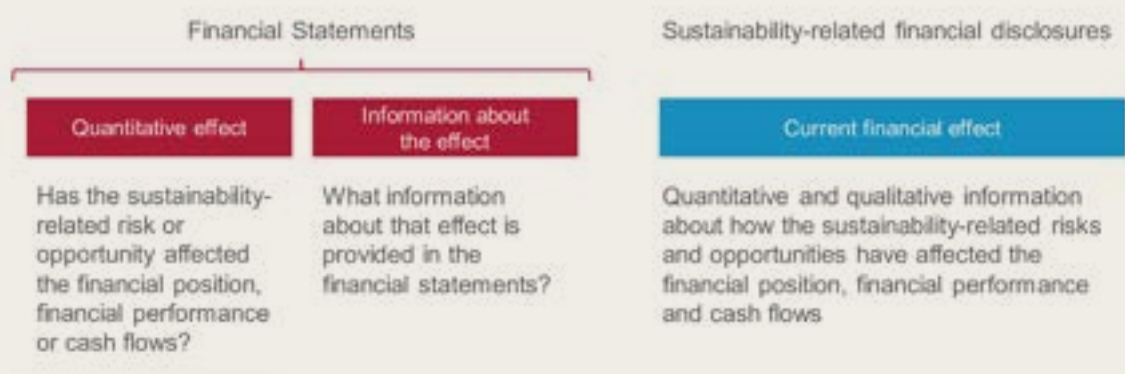 Financial Statements
Quantitative effect
Information about
the effect
Has the sustainability-
related risk or
opportunity affected
the financial position,
financial performance
or cash flows?
What information
about that effect is
provided in the
financial statements?
Sustainability-related financial disclosures
Current financial effect
Quantitative and qualitative information
about how the sustainability-related risks
and opportunities have affected the
financial position, financial performance
and cash flows